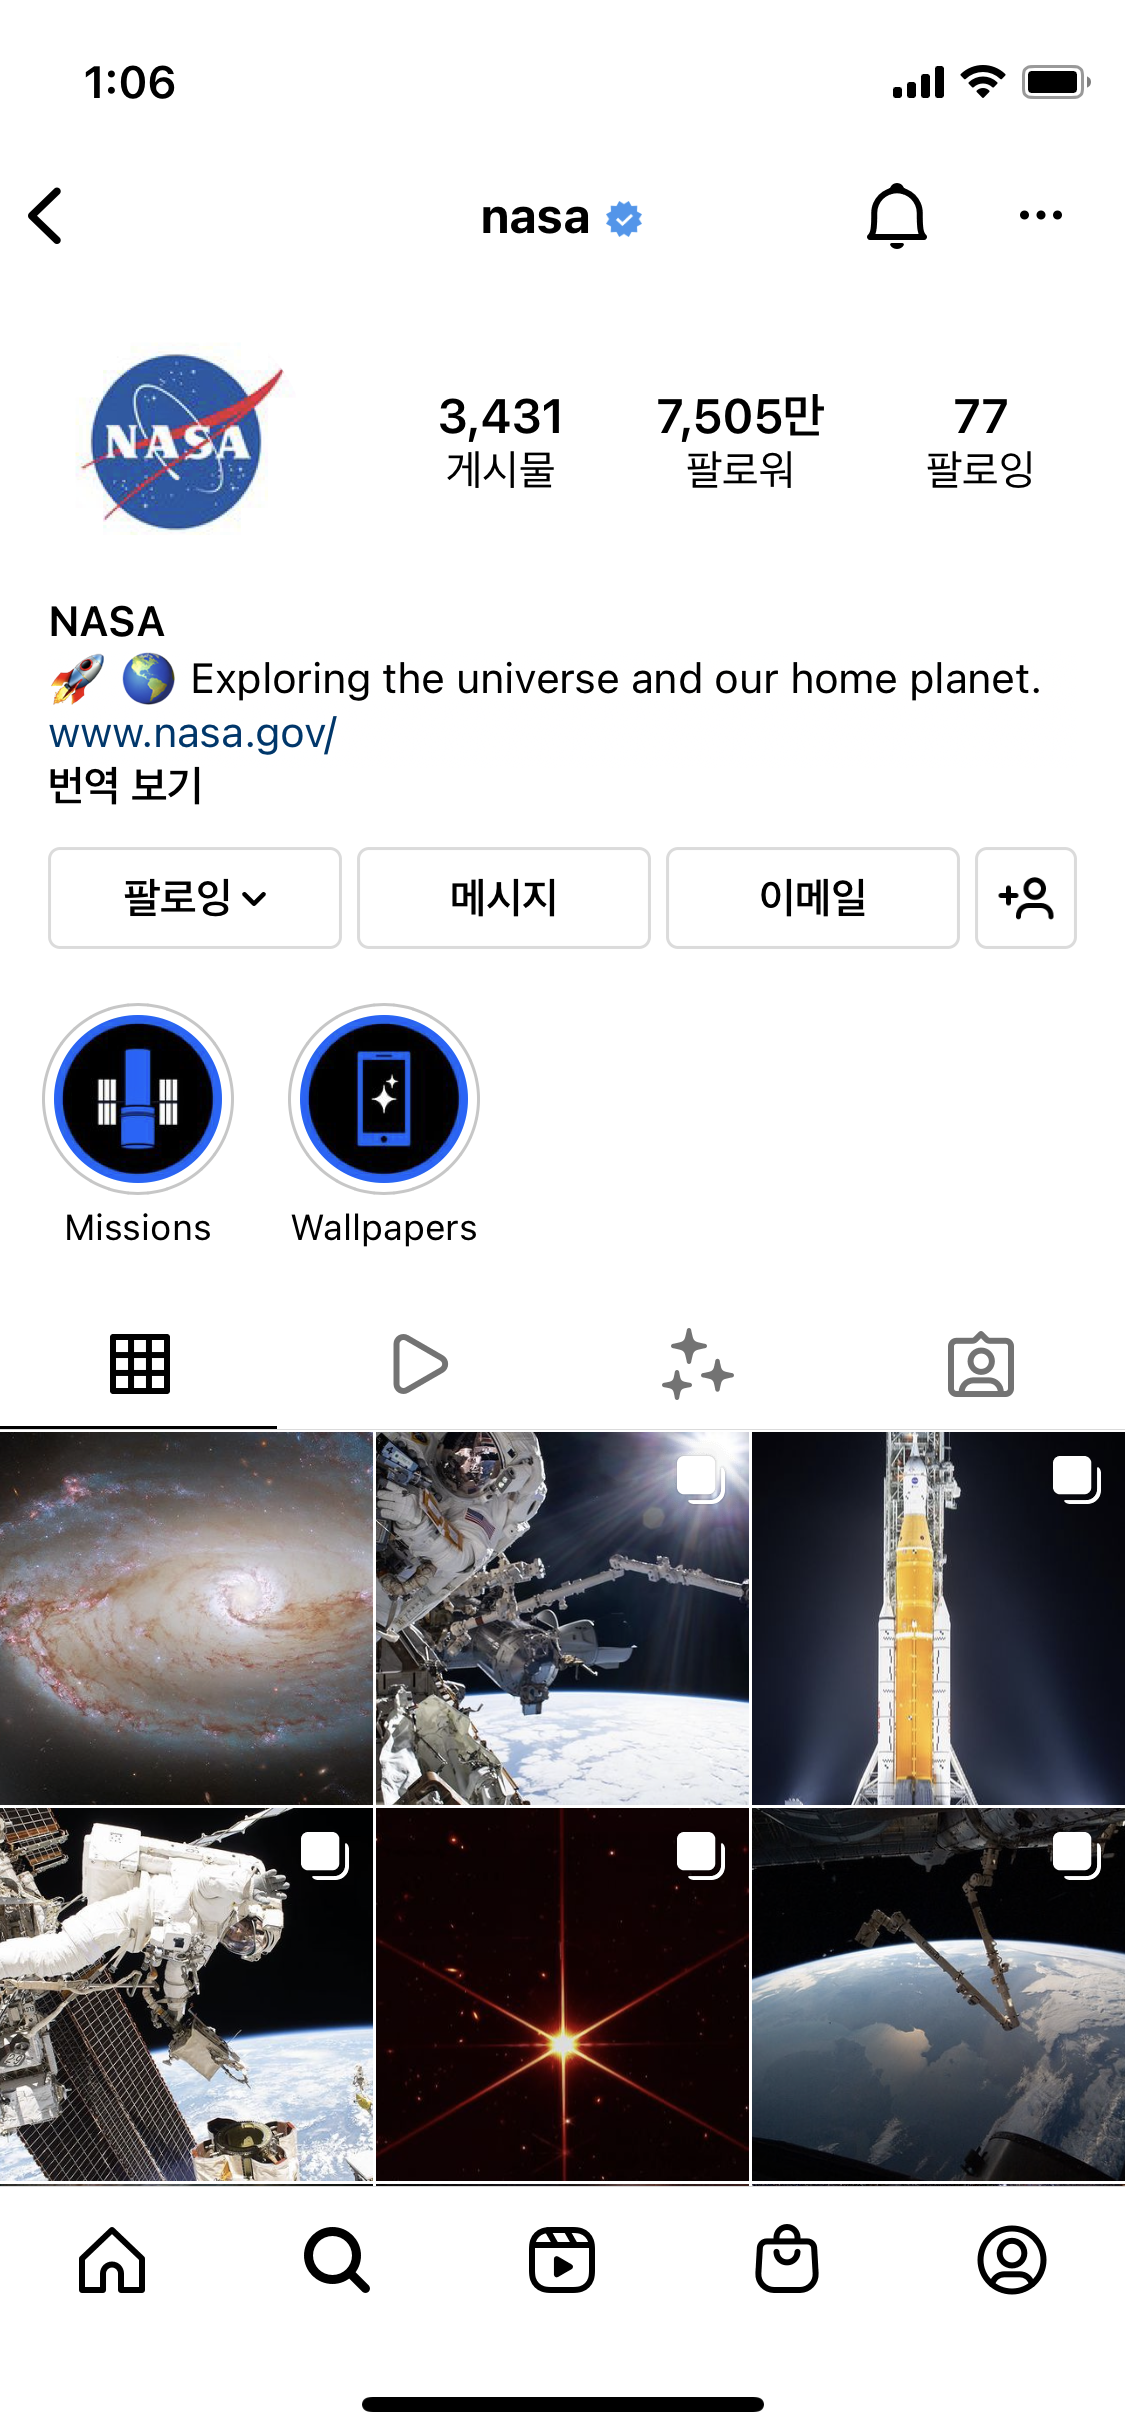 1:06
nasa
NASA
3,431 7,505만 77
게시물 팔로워 팔로잉
NASA
🚀 🌎 Exploring the universe and our home planet.
www.nasa.gov/
번역 보기
팔로잉 메시지 이메일
Missions Wallpapers